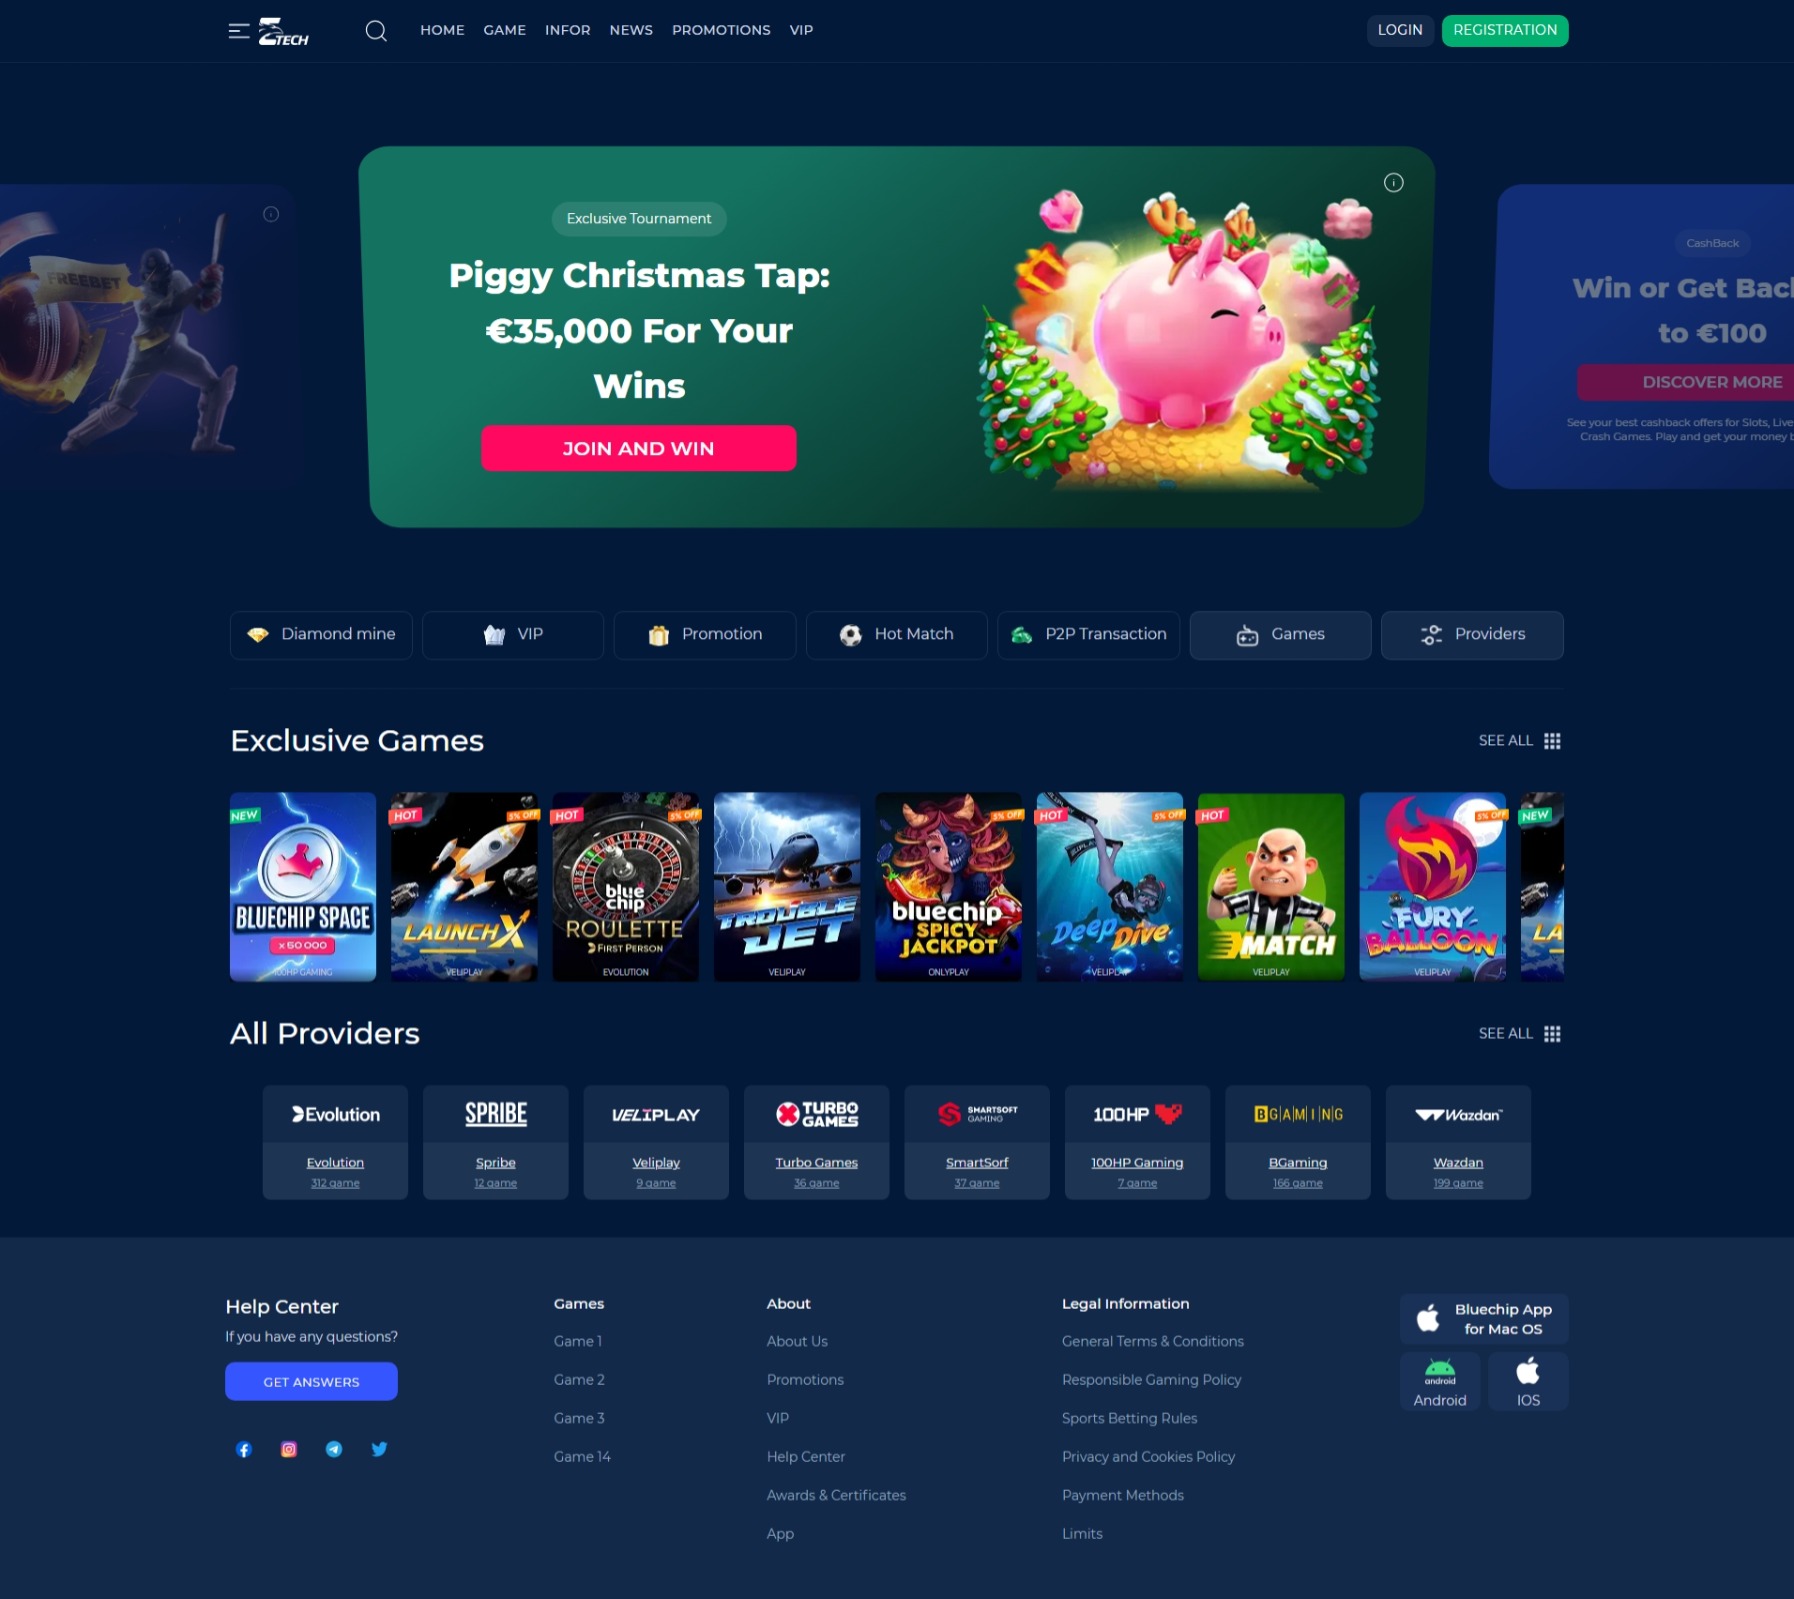 ZTECH
HOME GAME INFOR NEWS PROMOTIONS VIP
LOGIN REGISTRATION
FREEBET
Exclusive Tournament
Piggy Christmas Tap:
€35,000 For Your
Wins
JOIN AND WIN
CashBack
Win or Get Bac
to €100
DISCOVER MORE
See your best cashback offers for Slots, Live
Crash Games. Play and get your money b
Diamond mine VIP Promotion Hot Match P2P Transaction Games Providers
Exclusive Games
SEE ALL
NEW
BLUECHIP SPACE
x50 000
100HP GAMING
HOT
5% OFF
LAUNCHX
VELIPLAY
HOT
5% OFF
blue
chip
ROULETTE
FIRST PERSON
EVOLUTION
TROUBLE
JET
VELIPLAY
5% OFF
bluechip
SPICY
JACKPOT
ONLYPLAY
HOT
5% OFF
Deep Dive
VELIPLAY
HOT
MATCH
VELIPLAY
5% OFF
FURY
BALLOON
VELIPLAY
NEW
LA
All Providers
SEE ALL
Evolution
Evolution
312 game
SPRIBE
Spribe
12 game
VELIPLAY
Veliplay
9 game
TURBO
GAMES
Turbo Games
36 game
SMARTSOFT
GAMING
SmartSorf
37 game
100HP
100HP Gaming
7 game
BGAMING
BGaming
166 game
Wazdan
Wazdan
199 game
Help Center
If you have any questions?
GET ANSWERS
Games
Game 1
Game 2
Game 3
Game 14
About
About Us
Promotions
VIP
Help Center
Awards & Certificates
App
Legal Information
General Terms & Conditions
Responsible Gaming Policy
Sports Betting Rules
Privacy and Cookies Policy
Payment Methods
Limits
Bluechip App
for Mac OS
android
Android
IOS